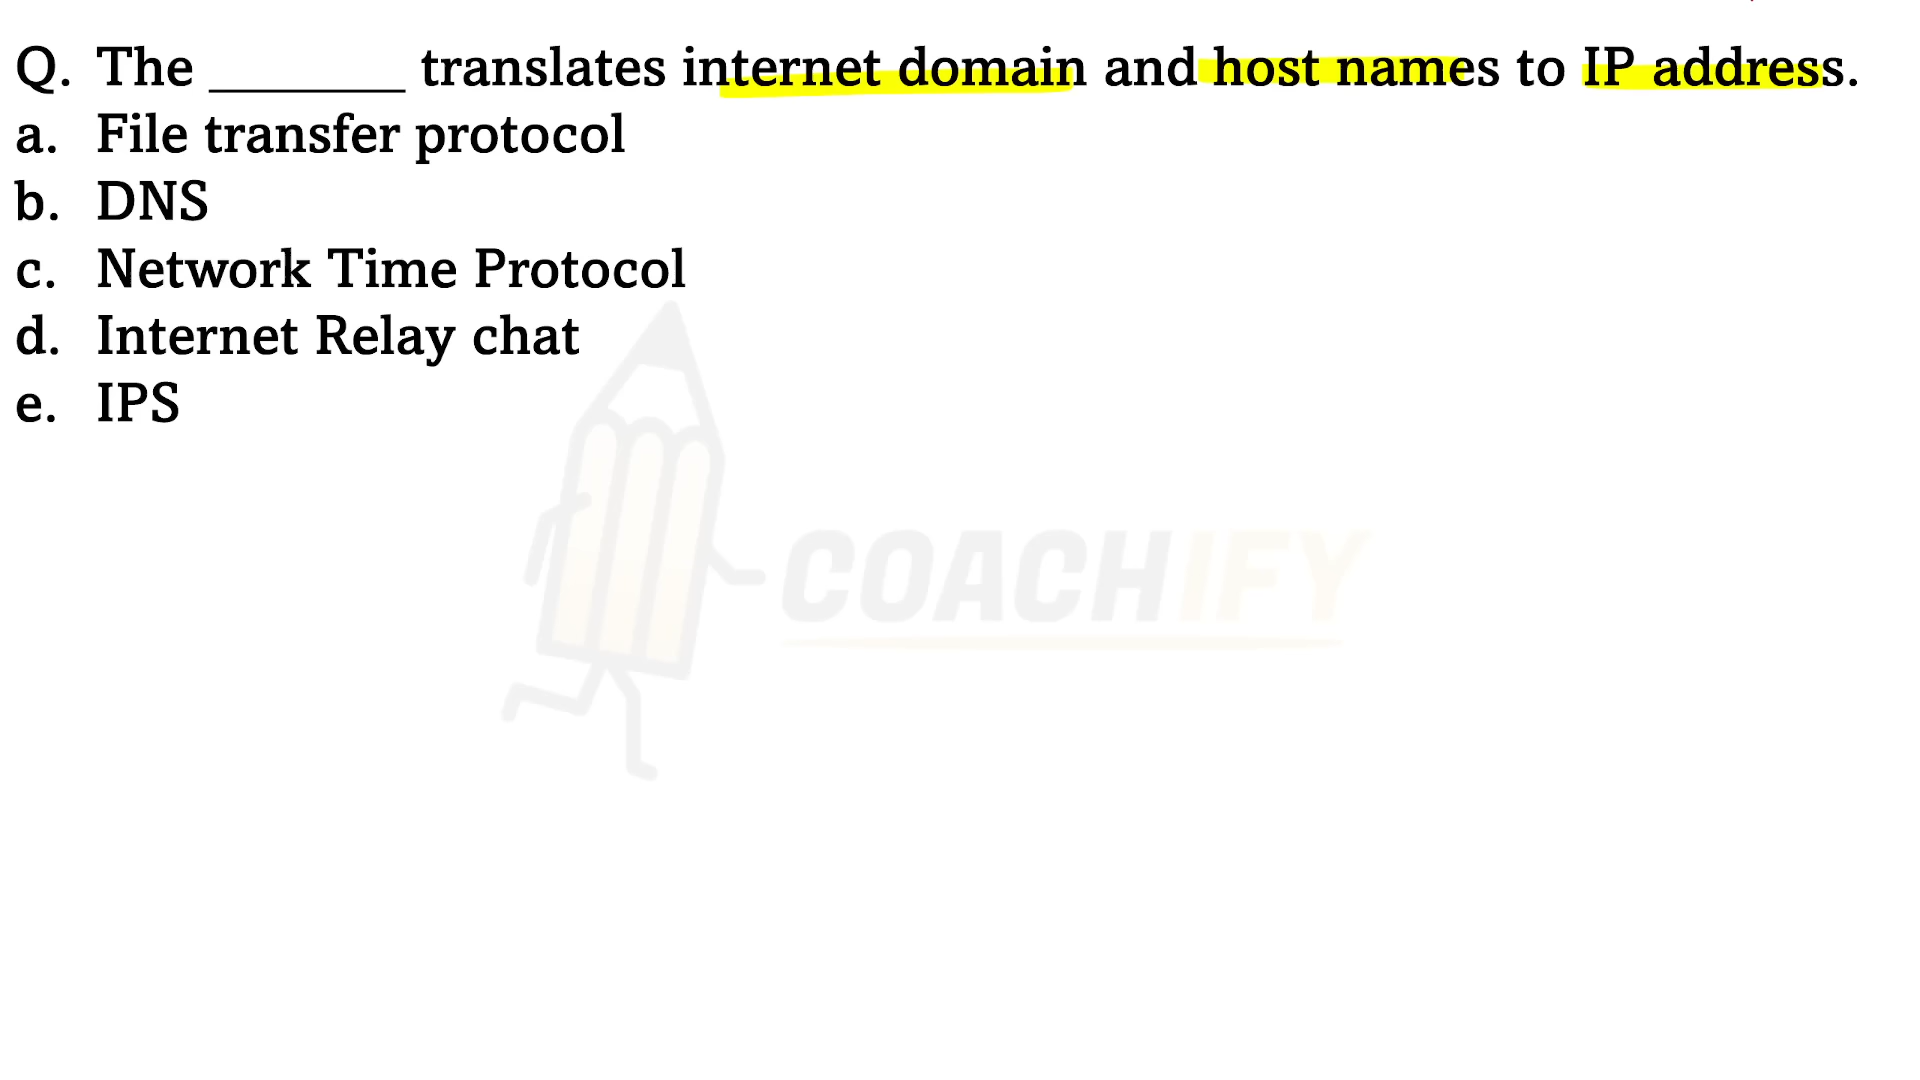 Q. The ________ translates internet domain and host names to IP address.
a. File transfer protocol
b. DNS
c. Network Time Protocol
d. Internet Relay chat
e. IPS
COACHIFY